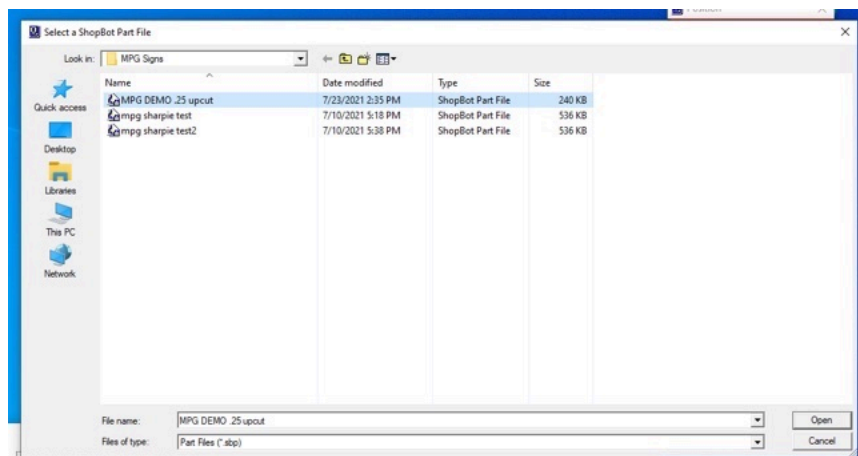 Position
Select a ShopBot Part File
Look in: MPG Signs
Name Date modified Type Size
MPG DEMO .25 upcut 7/23/2021 2:35 PM ShopBot Part File 240 KB
mpg sharpie test 7/10/2021 5:18 PM ShopBot Part File 536 KB
mpg sharpie test2 7/10/2021 5:38 PM ShopBot Part File 536 KB
Quick access
Desktop
Libraries
This PC
Network
File name: MPG DEMO .25 upcut Open
Files of type: Part Files (*.sbp) Cancel